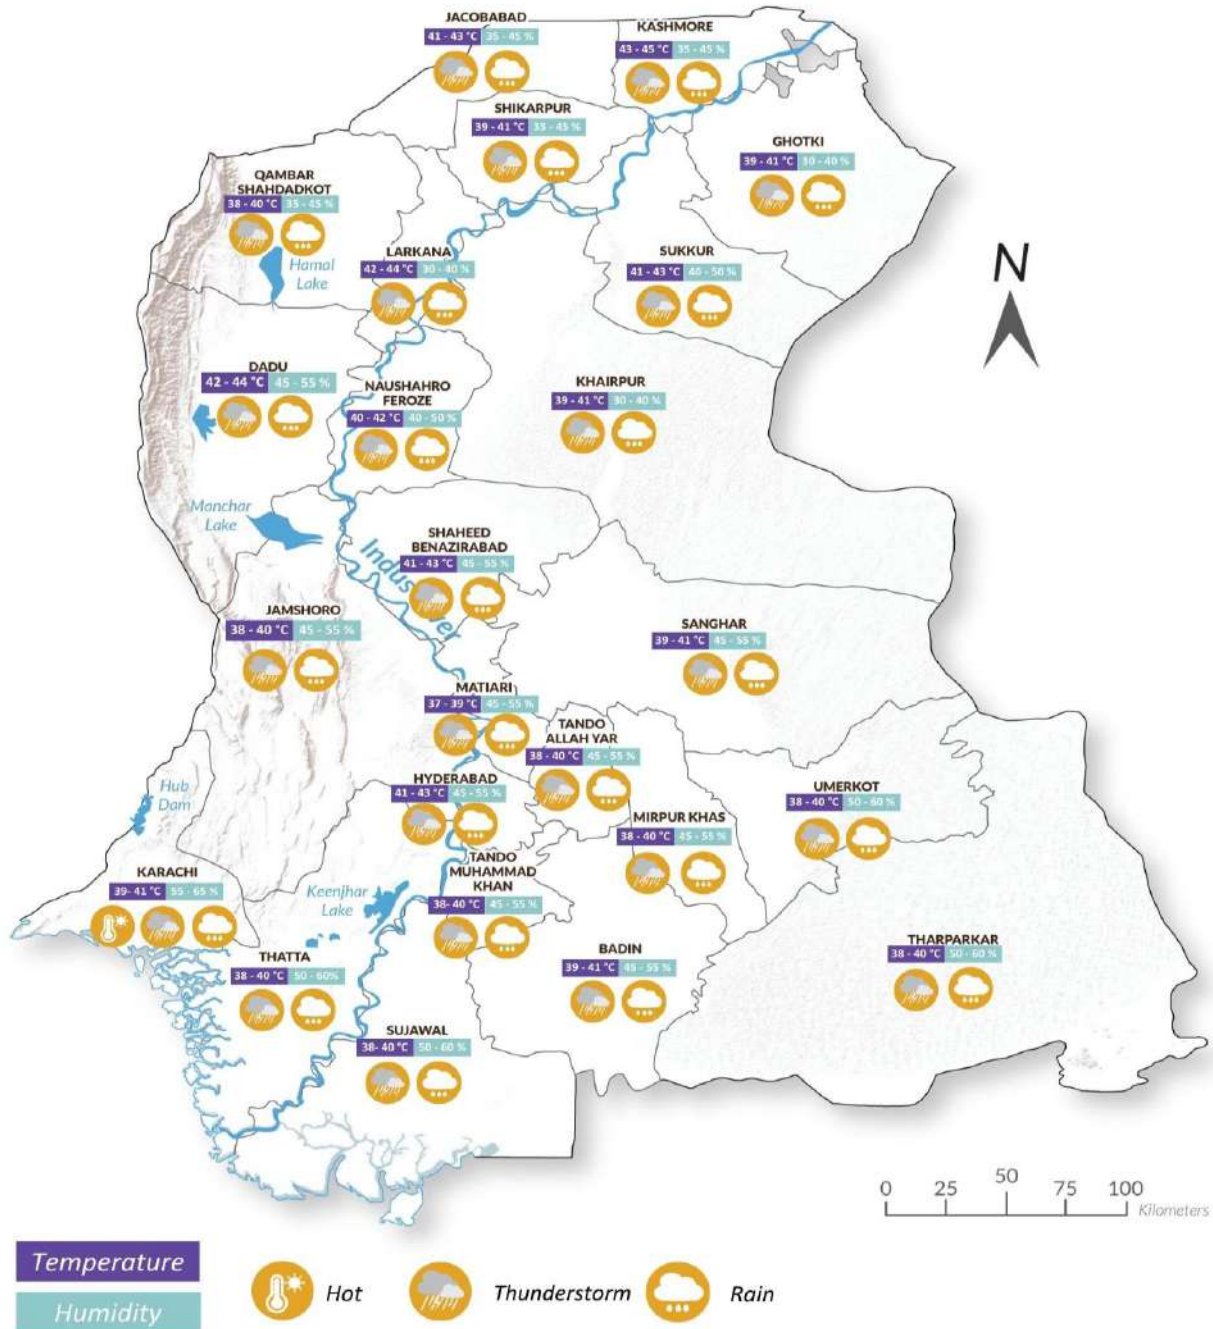 JACOBABAD
41 - 43 °C 35 - 45 %
KASHMORE
43 - 45 °C 35 - 45 %
SHIKARPUR
39 - 41 °C 35 - 45 %
GHOTKI
39 - 41 °C 30 - 40 %
QAMBAR
SHAHDADKOT
38 - 40 °C 35 - 45 %
Hamal
Lake
LARKANA
42 - 44 °C 30 - 40 %
SUKKUR
41 - 43 °C 40 - 50 %
N
DADU
42 - 44 °C 45 - 55 %
NAUSHAHRO
FEROZE
40 - 42 °C 40 - 50 %
KHAIRPUR
39 - 41 °C 30 - 40 %
Manchar
Lake
SHAHEED
BENAZIRABAD
41 - 43 °C 45 - 55 %
Indus
JAMSHORO
38 - 40 °C 45 - 55 %
SANGHAR
39 - 41 °C 45 - 55 %
MATIARI
37 - 39 °C 45 - 55 %
TANDO
ALLAH YAR
38 - 40 °C 45 - 55 %
Hub
Dam
HYDERABAD
41 - 43 °C 45 - 55 %
UMERKOT
38 - 40 °C 50 - 60 %
MIRPUR KHAS
38 - 40 °C 45 - 55 %
KARACHI
39- 41 °C 55 - 65 %
Keenjhar
Lake
TANDO
MUHAMMAD
KHAN
38- 40 °C 45 - 55 %
THATTA
38 - 40 °C 50 - 60%
BADIN
39 - 41 °C 45 - 55 %
THARPARKAR
38 - 40 °C 50 - 60 %
SUJAWAL
38- 40 °C 50 - 60 %
0 25 50 75 100
Kilometers
Temperature
Humidity
Hot
Thunderstorm
Rain